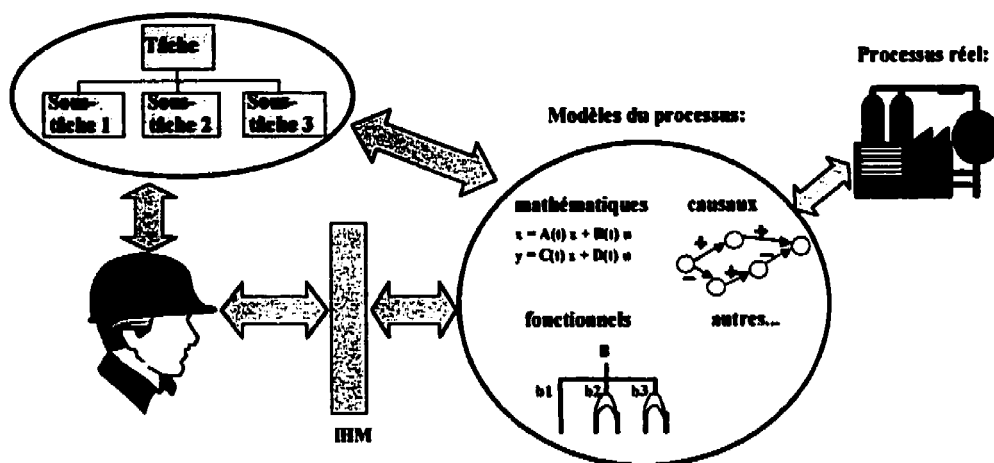 Tâche
Sous-
tâche 1
Sous-
tâche 2
Sous-
tâche 3
Processus réel:
Modèles du processus:
mathématiques
x = A(t) x + B(t) u
y = C(t) x + D(t) u
causaux
+ +
- + -
fonctionnels
autres...
B
b1 b2 b3
IHM